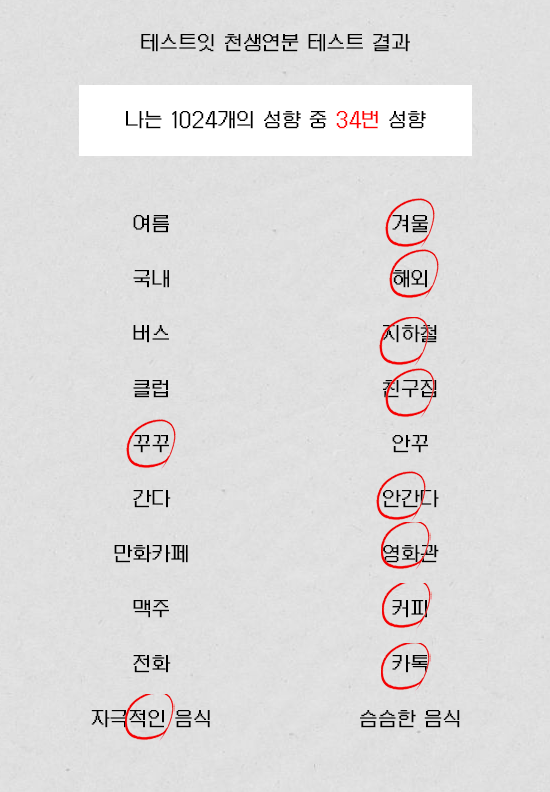 테스트잇 천생연분 테스트 결과
나는 1024개의 성향 중 34번 성향
여름 겨울
국내 해외
버스 지하철
클럽 친구집
꾸꾸 안꾸
간다 안간다
만화카페 영화관
맥주 커피
전화 카톡
자극적인 음식 슴슴한 음식